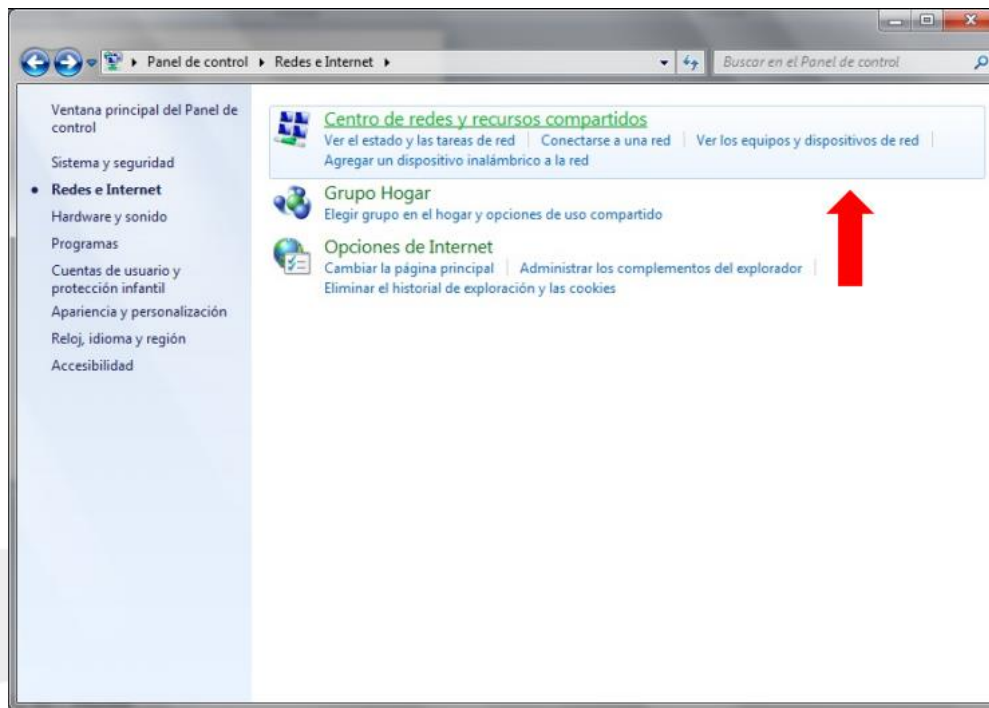 Panel de control ▸ Redes e Internet ▸
Buscar en el Panel de control
Ventana principal del Panel de
control
Sistema y seguridad
Redes e Internet
Hardware y sonido
Programas
Cuentas de usuario y
protección infantil
Apariencia y personalización
Reloj, idioma y región
Accesibilidad
Centro de redes y recursos compartidos
Ver el estado y las tareas de red | Conectarse a una red | Ver los equipos y dispositivos de red |
Agregar un dispositivo inalámbrico a la red
Grupo Hogar
Elegir grupo en el hogar y opciones de uso compartido
Opciones de Internet
Cambiar la página principal | Administrar los complementos del explorador |
Eliminar el historial de exploración y las cookies